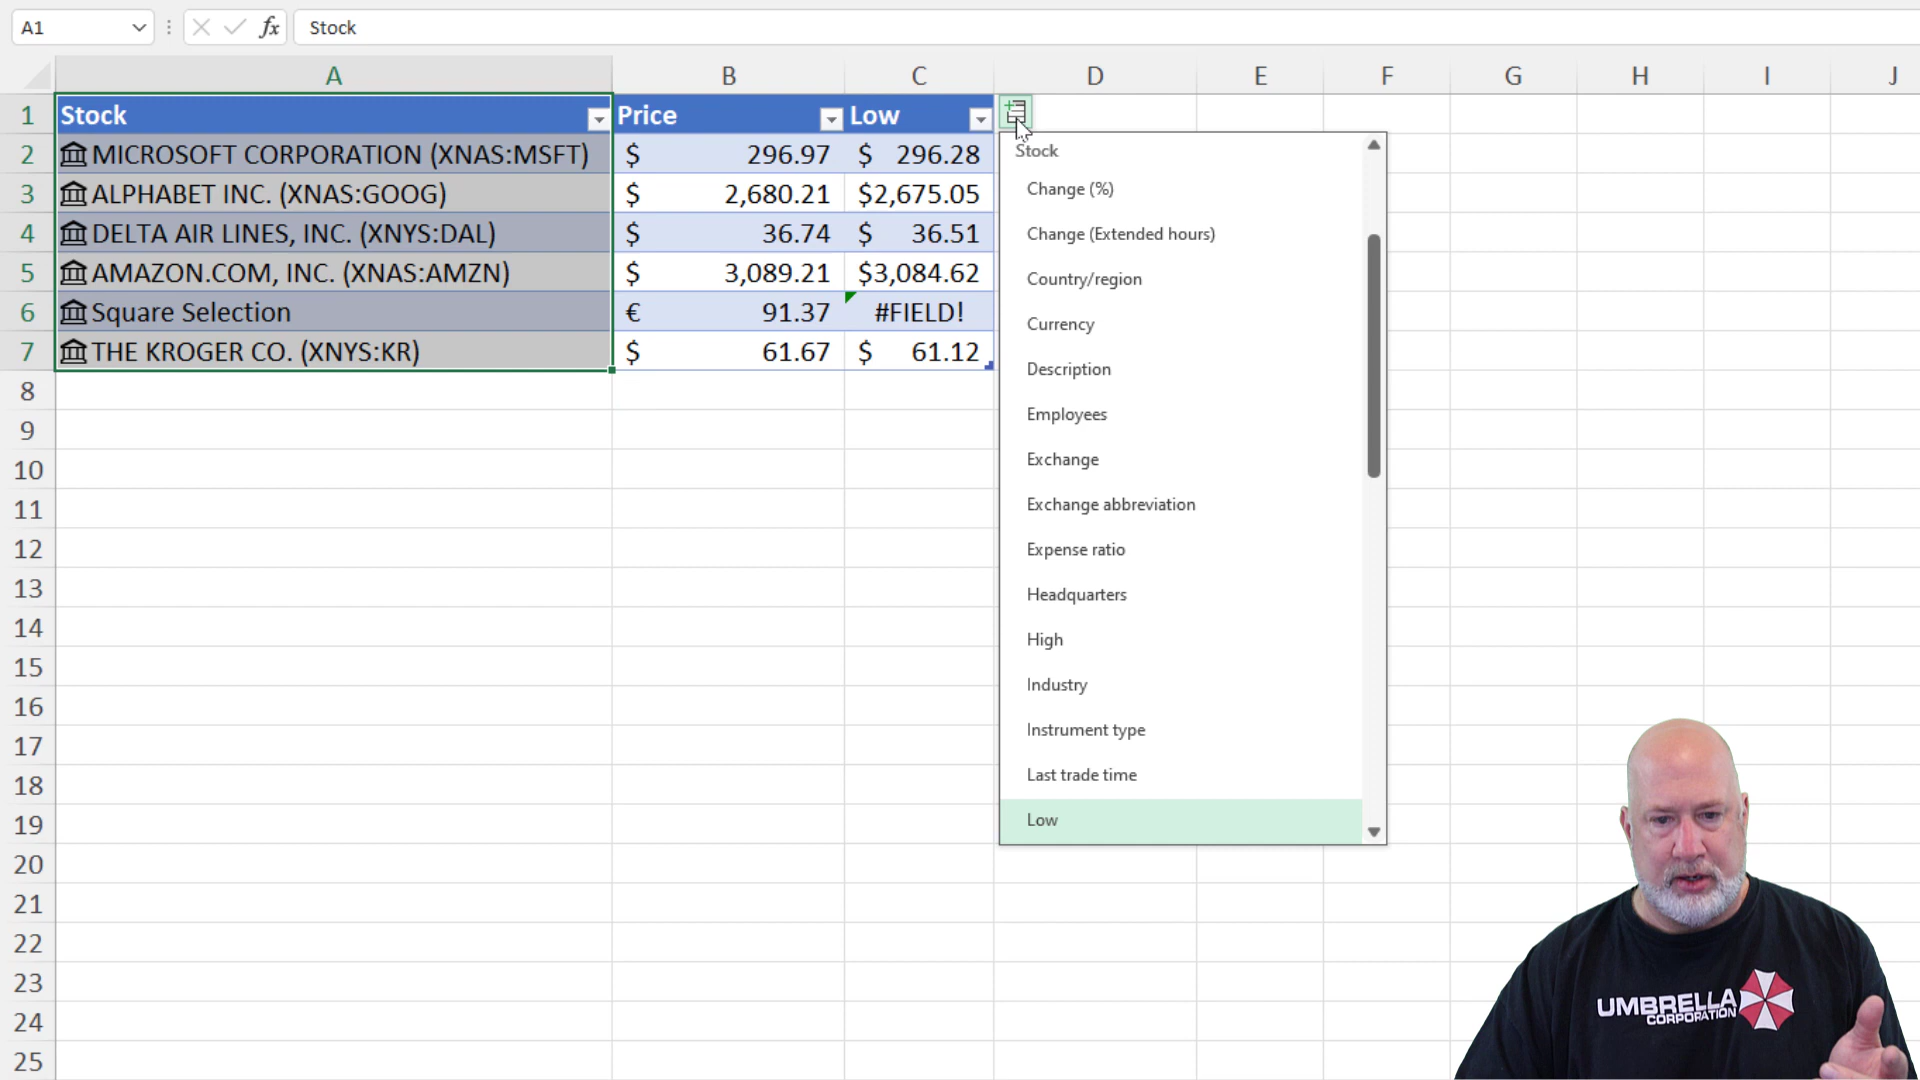 A1 fx Stock
A B C D E F G H I J
1 Stock Price Low
2 MICROSOFT CORPORATION (XNAS:MSFT) $ 296.97 $ 296.28
3 ALPHABET INC. (XNAS:GOOG) $ 2,680.21 $2,675.05
4 DELTA AIR LINES, INC. (XNYS:DAL) $ 36.74 $ 36.51
5 AMAZON.COM, INC. (XNAS:AMZN) $ 3,089.21 $3,084.62
6 Square Selection € 91.37 #FIELD!
7 THE KROGER CO. (XNYS:KR) $ 61.67 $ 61.12
8
9
10
11
12
13
14
15
16
17
18
19
20
21
22
23
24
25
Stock
Change (%)
Change (Extended hours)
Country/region
Currency
Description
Employees
Exchange
Exchange abbreviation
Expense ratio
Headquarters
High
Industry
Instrument type
Last trade time
Low
UMBRELLA
CORPORATION